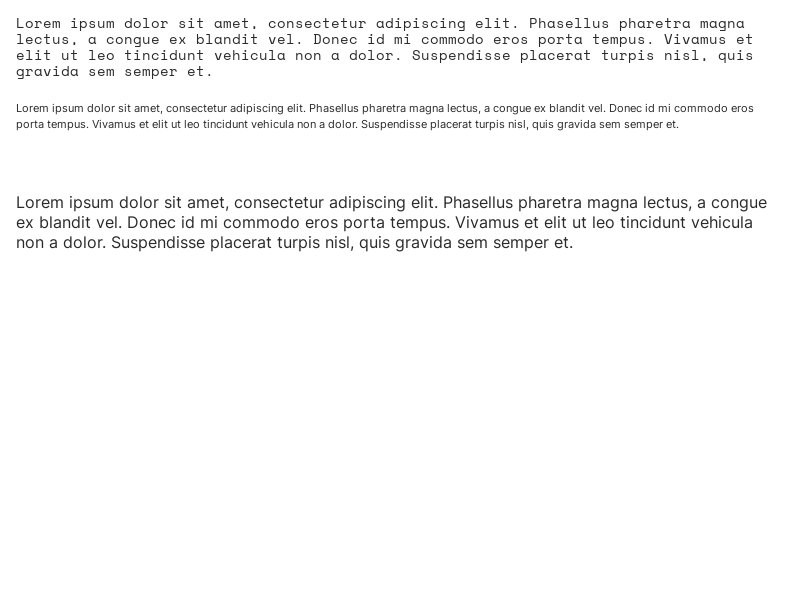 Lorem ipsum dolor sit amet, consectetur adipiscing elit. Phasellus pharetra magna
lectus, a congue ex blandit vel. Donec id mi commodo eros porta tempus. Vivamus et
elit ut leo tincidunt vehicula non a dolor. Suspendisse placerat turpis nisl, quis
gravida sem semper et.
Lorem ipsum dolor sit amet, consectetur adipiscing elit. Phasellus pharetra magna lectus, a congue ex blandit vel. Donec id mi commodo eros
porta tempus. Vivamus et elit ut leo tincidunt vehicula non a dolor. Suspendisse placerat turpis nisl, quis gravida sem semper et.
Lorem ipsum dolor sit amet, consectetur adipiscing elit. Phasellus pharetra magna lectus, a congue
ex blandit vel. Donec id mi commodo eros porta tempus. Vivamus et elit ut leo tincidunt vehicula
non a dolor. Suspendisse placerat turpis nisl, quis gravida sem semper et.